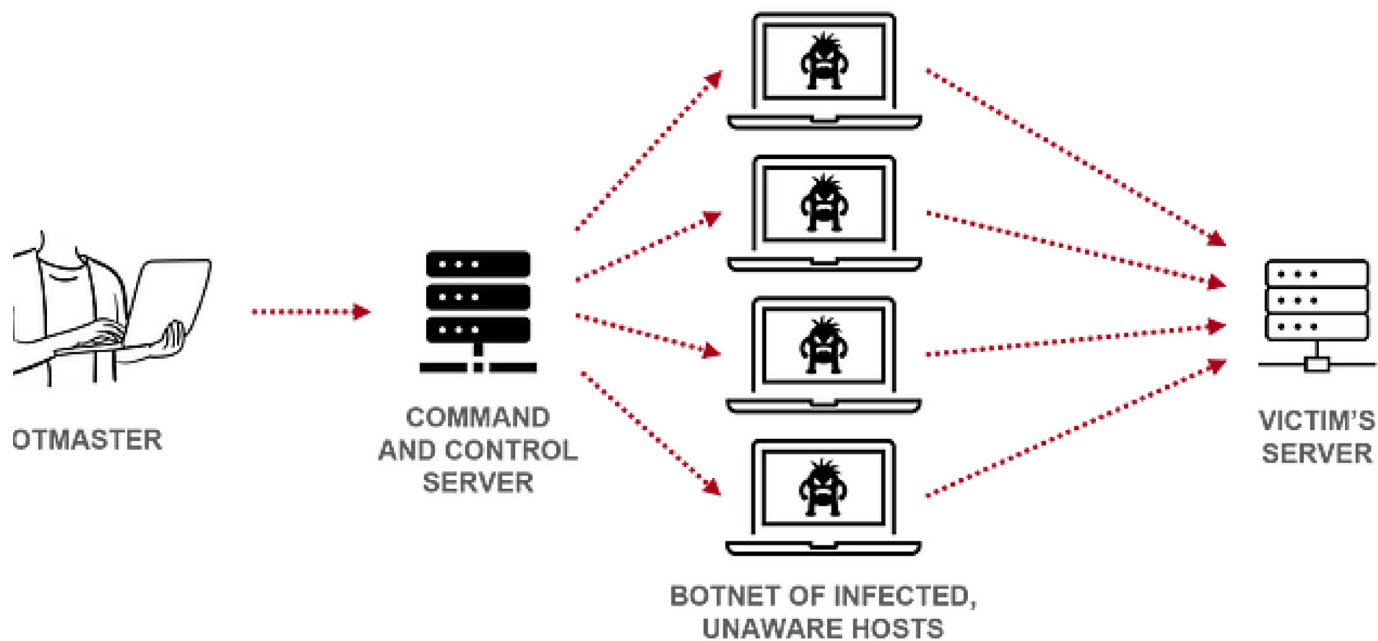 OTMASTER
COMMAND
AND CONTROL
SERVER
BOTNET OF INFECTED,
UNAWARE HOSTS
VICTIM'S
SERVER